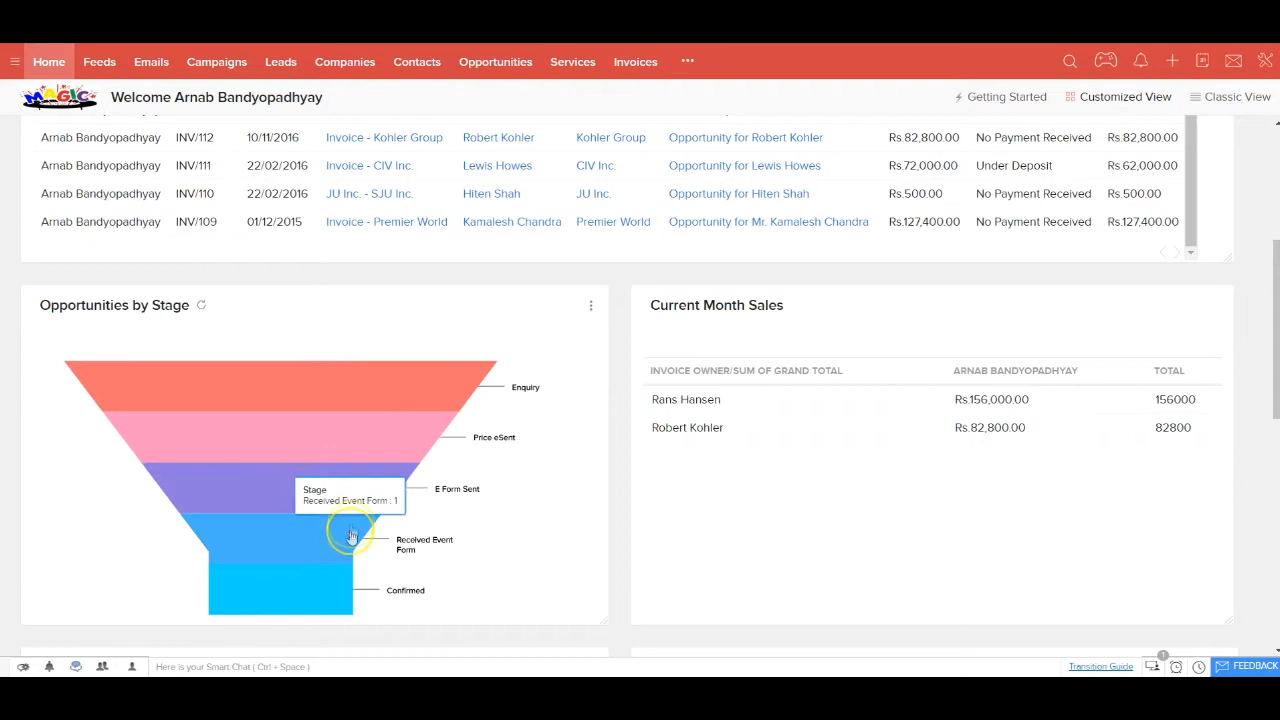 Home Feeds Emails Campaigns Leads Companies Contacts Opportunities Services Invoices •••
MAGIC Welcome Arnab Bandyopadhyay Getting Started Customized View Classic View
Arnab Bandyopadhyay INV/112 10/11/2016 Invoice - Kohler Group Robert Kohler Kohler Group Opportunity for Robert Kohler Rs.82,800.00 No Payment Received Rs.82,800.00
Arnab Bandyopadhyay INV/111 22/02/2016 Invoice - CIV Inc. Lewis Howes CIV Inc. Opportunity for Lewis Howes Rs.72,000.00 Under Deposit Rs.62,000.00
Arnab Bandyopadhyay INV/110 22/02/2016 JU Inc. - SJU Inc. Hiten Shah JU Inc. Opportunity for Hiten Shah Rs.500.00 No Payment Received Rs.500.00
Arnab Bandyopadhyay INV/109 01/12/2015 Invoice - Premier World Kamalesh Chandra Premier World Opportunity for Mr. Kamalesh Chandra Rs.127,400.00 No Payment Received Rs.127,400.00
Opportunities by Stage
Enquiry
Price eSent
E Form Sent
Stage
Received Event Form : 1
Received Event
Form
Confirmed
Current Month Sales
INVOICE OWNER/SUM OF GRAND TOTAL ARNAB BANDYOPADHYAY TOTAL
Rans Hansen Rs.156,000.00 156000
Robert Kohler Rs.82,800.00 82800
Here is your Smart Chat ( Ctrl + Space ) Transition Guide 1 FEEDBACK